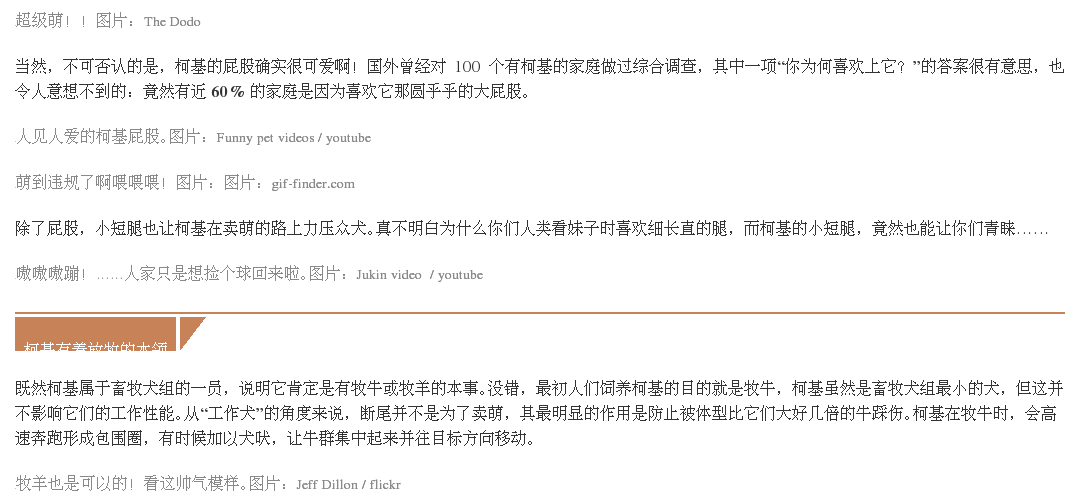 超级萌！！图片：The Dodo
当然，不可否认的是，柯基的屁股确实很可爱啊！国外曾经对 100 个有柯基的家庭做过综合调查，其中一项“你为何喜欢上它？”的答案很有意思，也
令人意想不到的：竟然有近 60 % 的家庭是因为喜欢它那圆乎乎的大屁股。
人见人爱的柯基屁股。图片：Funny pet videos / youtube
萌到违规了啊喂喂喂！图片：图片：gif-finder.com
除了屁股，小短腿也让柯基在卖萌的路上力压众犬。真不明白为什么你们人类看妹子时喜欢细长直的腿，而柯基的小短腿，竟然也能让你们青睐……
嗷嗷嗷蹦！……人家只是想捡个球回来啦。图片：Jukin video / youtube
柯基有着放牧的本领
既然柯基属于畜牧犬组的一员，说明它肯定是有牧牛或牧羊的本事。没错，最初人们饲养柯基的目的就是牧牛，柯基虽然是畜牧犬组最小的犬，但这并
不影响它们的工作性能。从“工作犬”的角度来说，断尾并不是为了卖萌，其最明显的作用是防止被体型比它们大好几倍的牛踩伤。柯基在牧牛时，会高
速奔跑形成包围圈，有时候加以犬吠，让牛群集中起来并往目标方向移动。
牧羊也是可以的！看这帅气模样。图片：Jeff Dillon / flickr